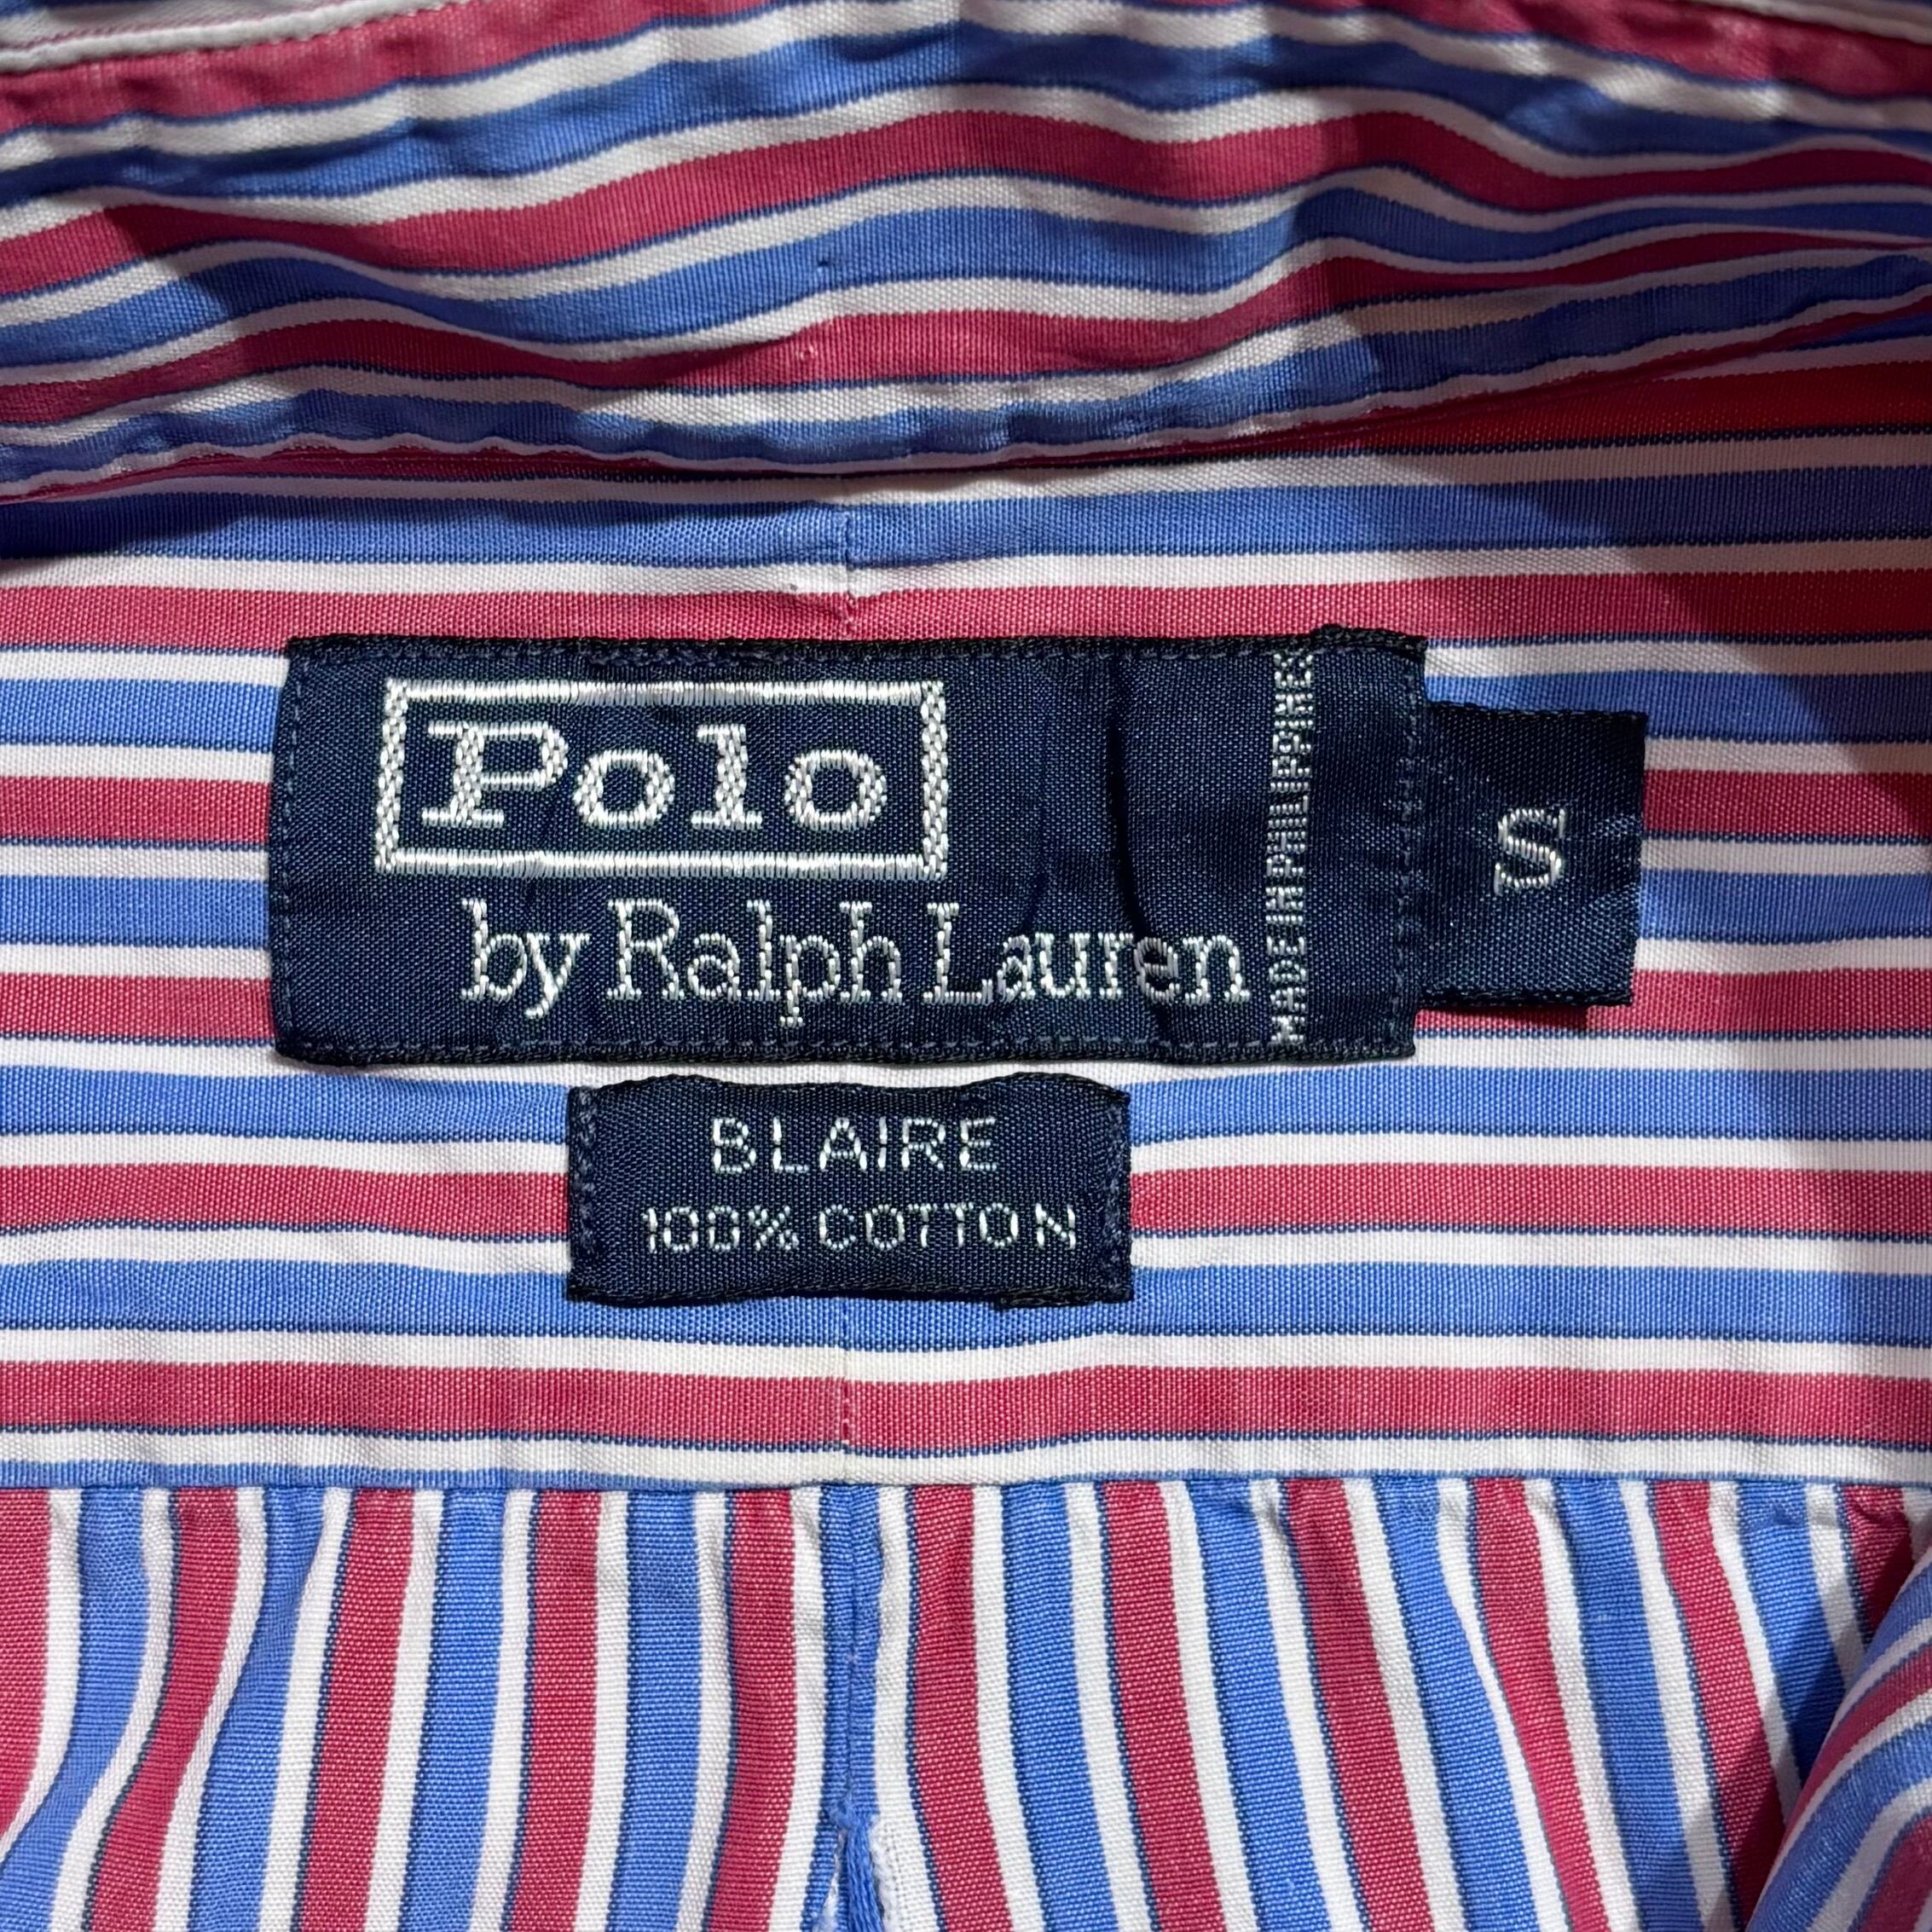 Polo
by Ralph Lauren
MADE IN PHILIPPINES
S
BLAIRE
100% COTTON